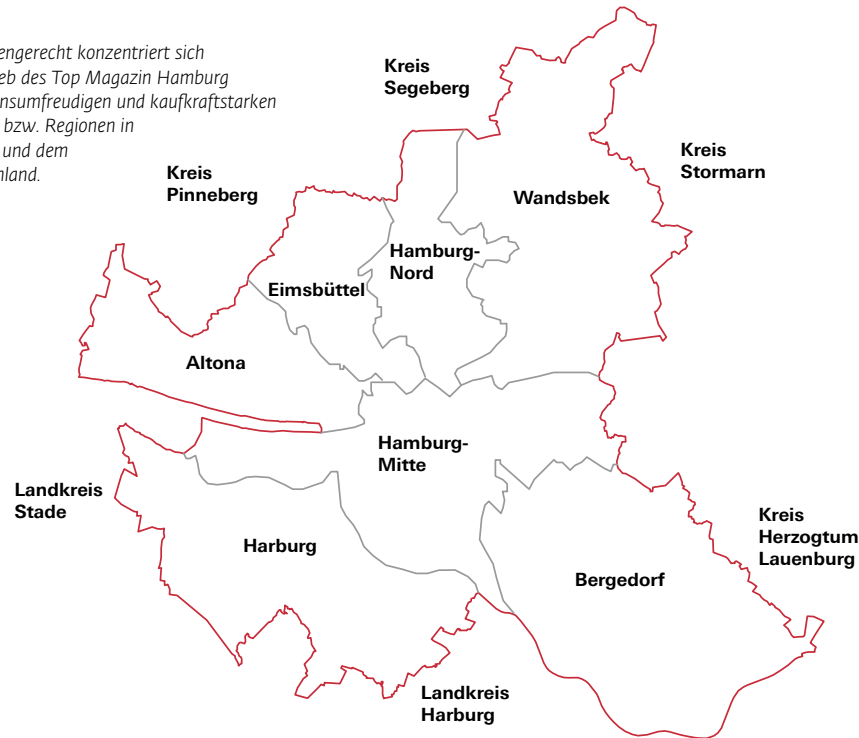 engerecht konzentriert sich
eb des Top Magazin Hamburg
nsumfreudigen und kaufkraftstarken
bzw. Regionen in
und dem
nland.
Kreis
Segeberg
Kreis
Pinneberg
Kreis
Stormarn
Wandsbek
Hamburg-
Nord
Eimsbüttel
Altona
Hamburg-
Mitte
Landkreis
Stade
Harburg
Bergedorf
Kreis
Herzogtum
Lauenburg
Landkreis
Harburg